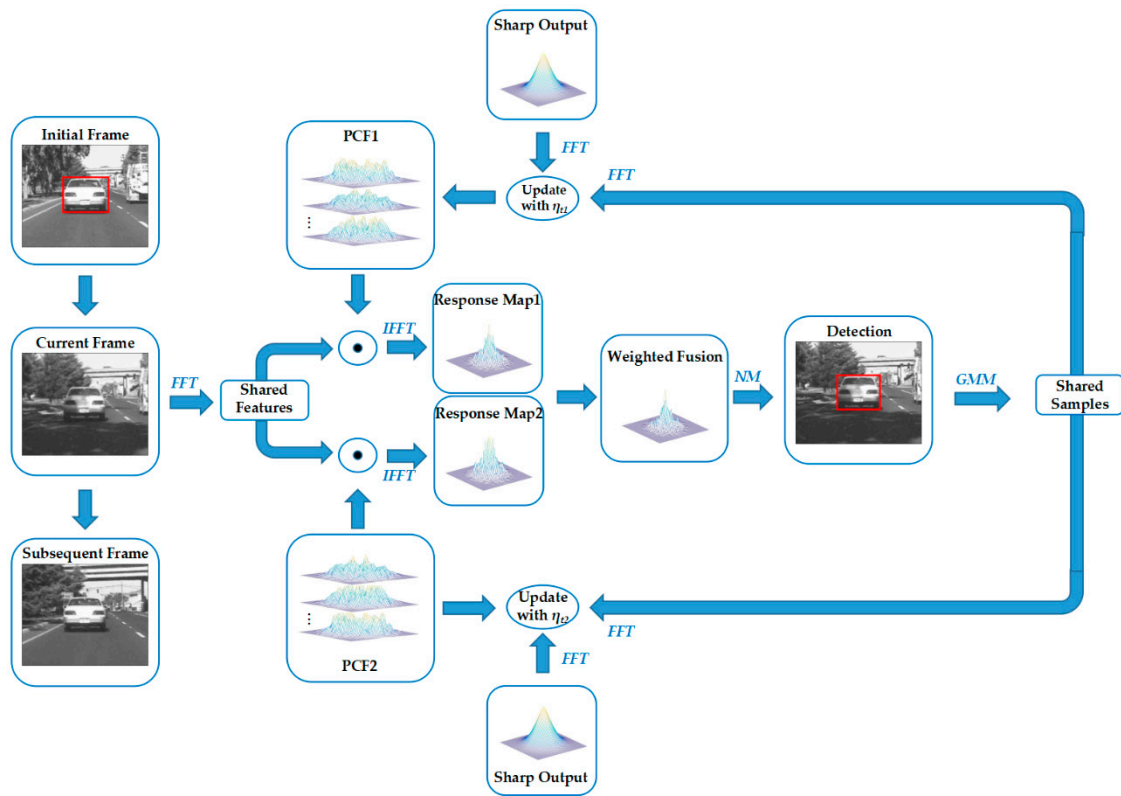 Sharp Output
FFT
Initial Frame
PCF1
⋮
Update
with ηt1
FFT
Current Frame
FFT
Shared
Features
IFFT
Response Map1
Response Map2
IFFT
Weighted Fusion
NM
Detection
GMM
Shared
Samples
Subsequent Frame
⋮
PCF2
Update
with ηt2
FFT
FFT
Sharp Output